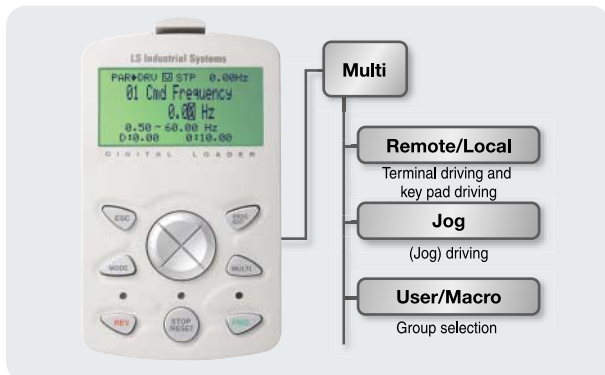 LS Industrial Systems
PAR➧DRV U STP 0.00Hz
01 Cmd Frequency
0.00 Hz
0.50 ~ 60.00 Hz
D:0.00 0:10.00
DIGITAL LOADER
ESC
PROG
MODE
MULTI
REV
STOP
/RESET
FWD
Multi
Remote/Local
Terminal driving and
key pad driving
Jog
(Jog) driving
User/Macro
Group selection